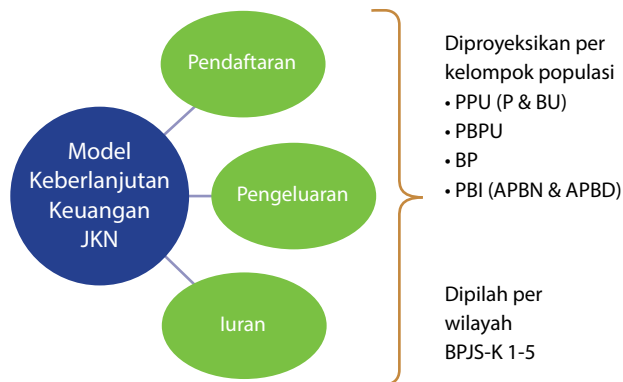 Model
Keberlanjutan
Keuangan
JKN
Pendaftaran
Pengeluaran
Iuran
Diproyeksikan per
kelompok populasi
• PPU (P & BU)
• PBPU
• BP
• PBI (APBN & APBD)
Dipilah per
wilayah
BPJS-K 1-5